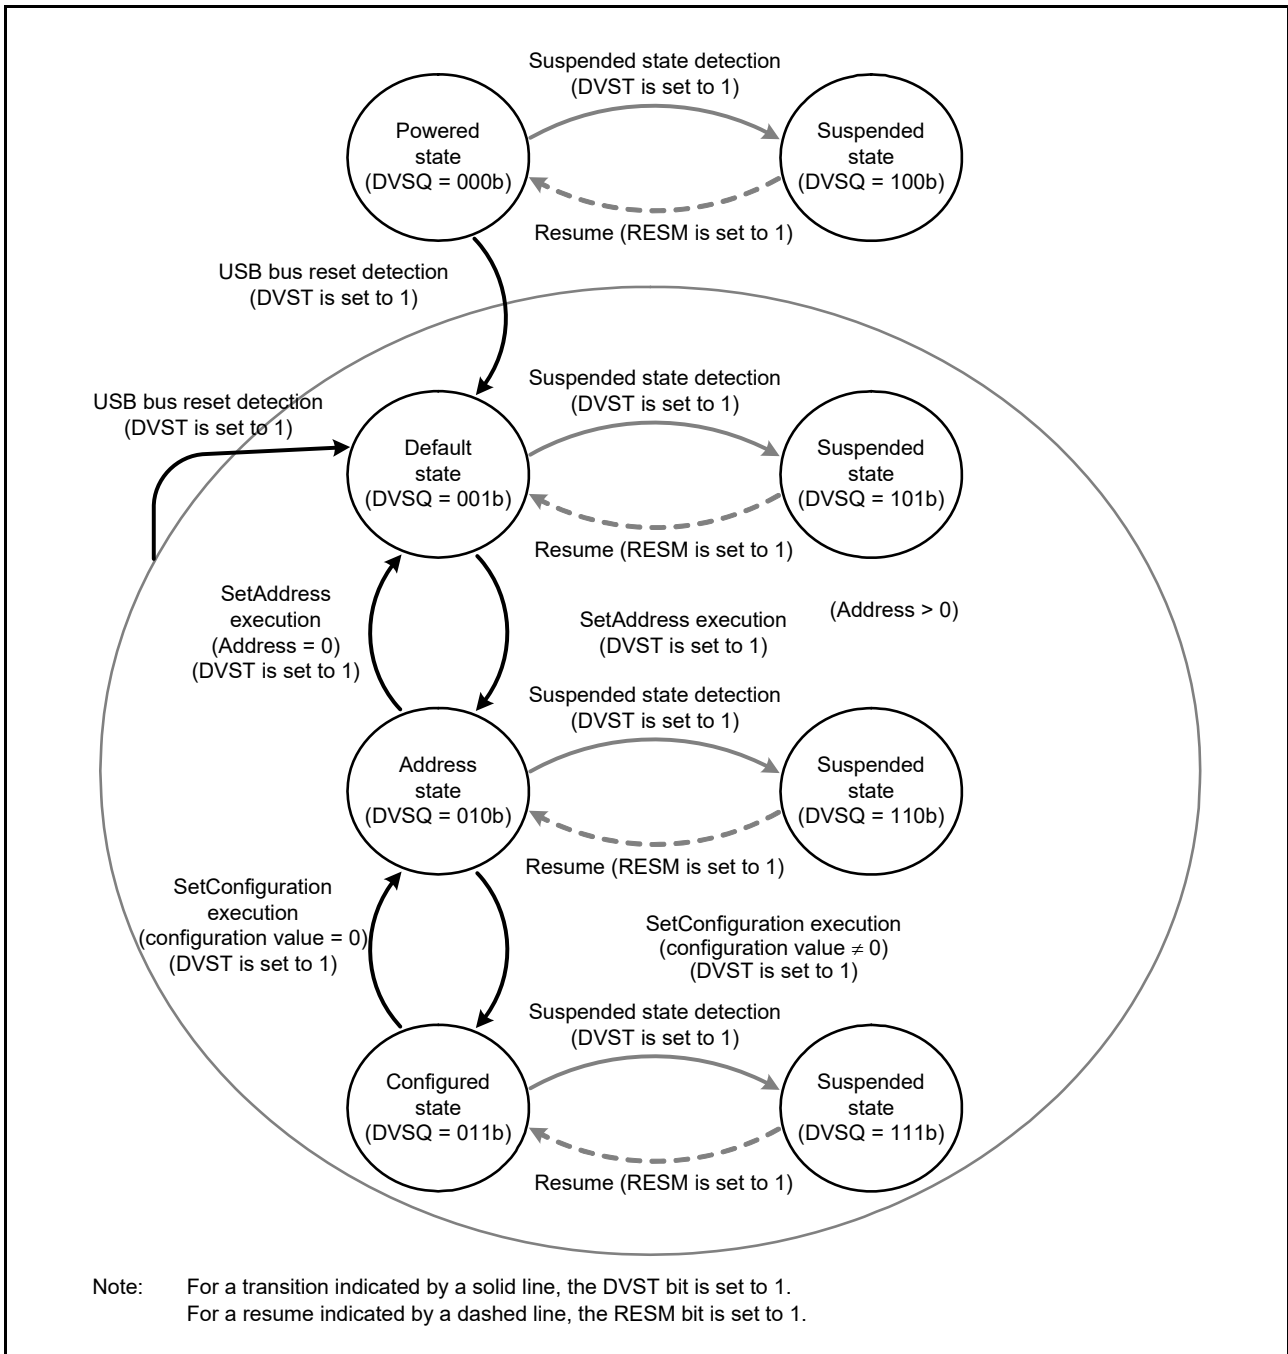 Suspended state detection
(DVST is set to 1)
Powered
state
(DVSQ = 000b)
Suspended
state
(DVSQ = 100b)
Resume (RESM is set to 1)
USB bus reset detection
(DVST is set to 1)
Suspended state detection
(DVST is set to 1)
USB bus reset detection
(DVST is set to 1)
Default
state
(DVSQ = 001b)
Suspended
state
(DVSQ = 101b)
Resume (RESM is set to 1)
SetAddress
execution
(Address = 0)
(DVST is set to 1)
SetAddress execution
(DVST is set to 1)
(Address > 0)
Suspended state detection
(DVST is set to 1)
Address
state
(DVSQ = 010b)
Suspended
state
(DVSQ = 110b)
Resume (RESM is set to 1)
SetConfiguration
execution
(configuration value = 0)
(DVST is set to 1)
SetConfiguration execution
(configuration value ≠ 0)
(DVST is set to 1)
Suspended state detection
(DVST is set to 1)
Configured
state
(DVSQ = 011b)
Suspended
state
(DVSQ = 111b)
Resume (RESM is set to 1)
Note: For a transition indicated by a solid line, the DVST bit is set to 1.
For a resume indicated by a dashed line, the RESM bit is set to 1.